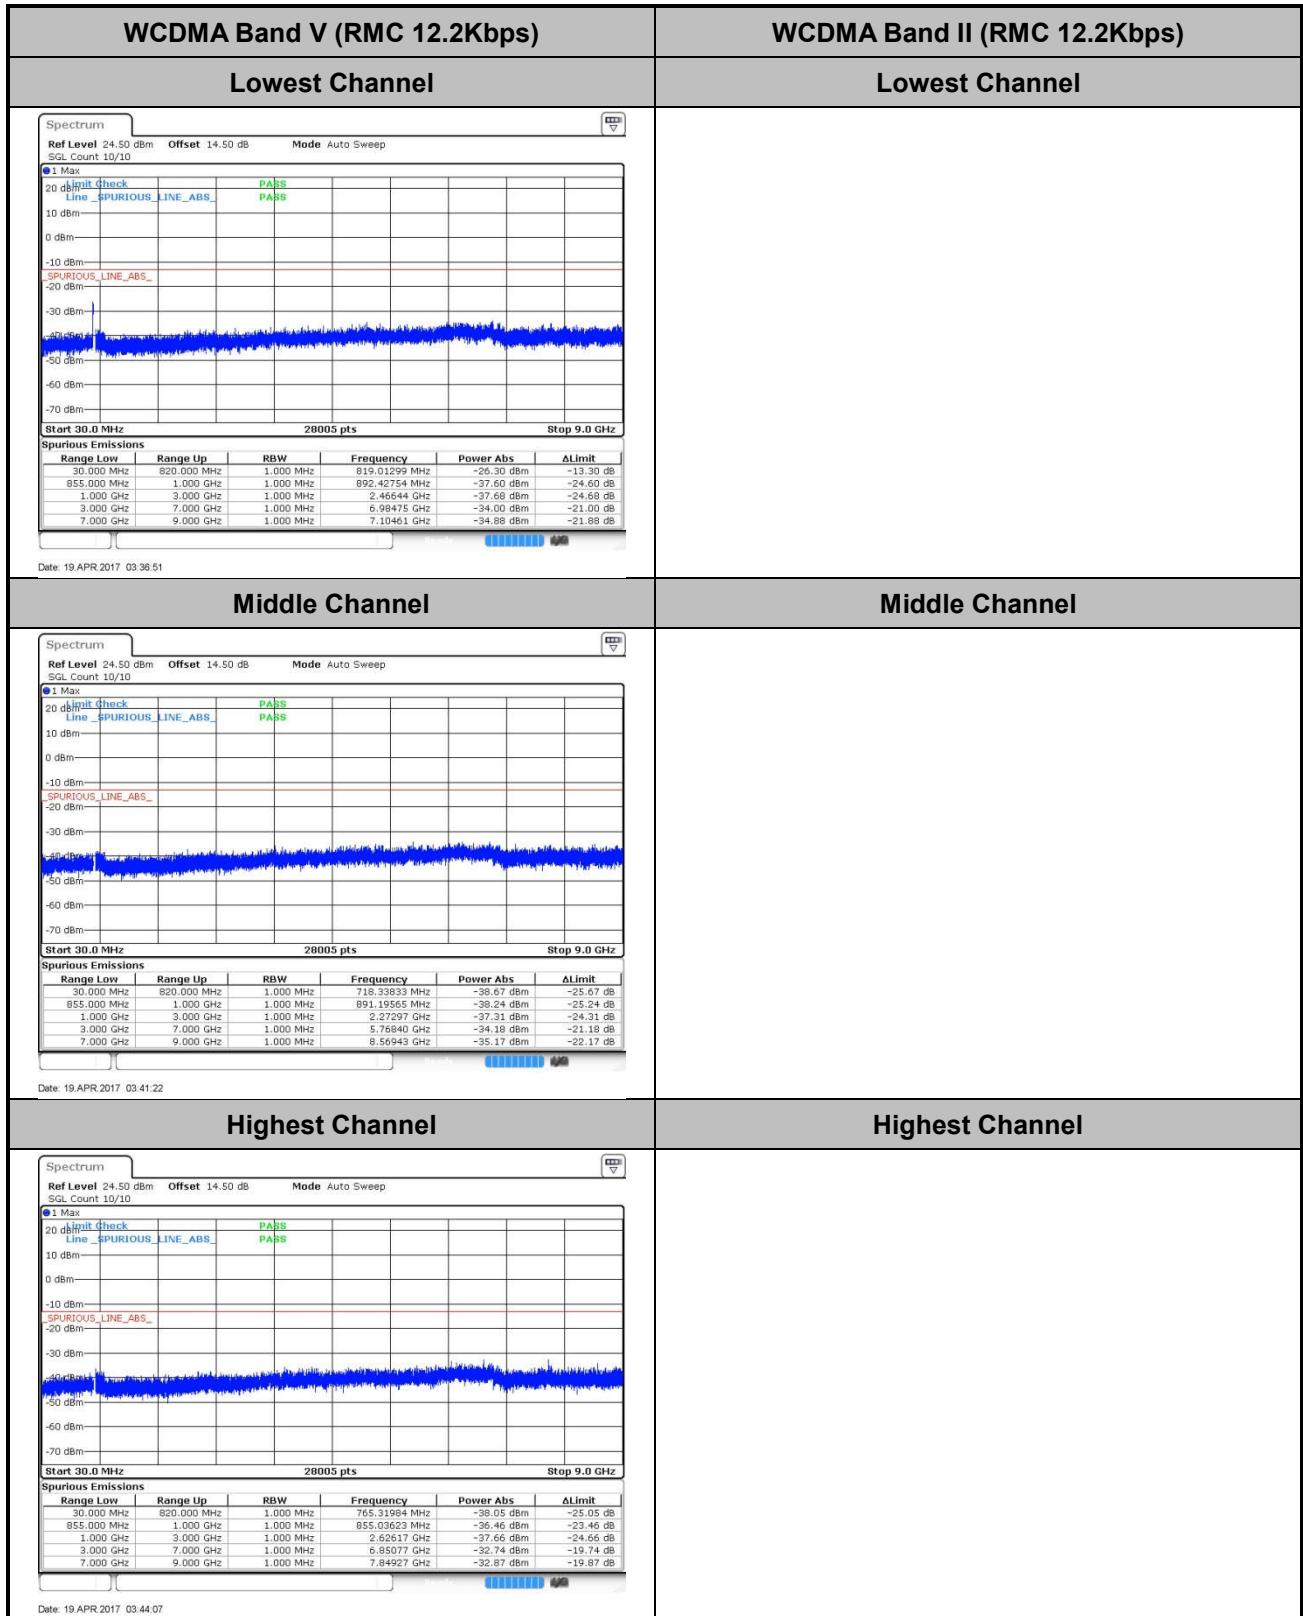 WCDMA Band V (RMC 12.2Kbps) WCDMA Band II (RMC 12.2Kbps)
Lowest Channel Lowest Channel
Spectrum
Ref Level 24.50 dBm Offset 14.50 dB Mode Auto Sweep
SGL Count 10/10
1 Max
20 dBm Limit Check PASS
Line _SPURIOUS_LINE_ABS_ PASS
10 dBm
0 dBm
-10 dBm
_SPURIOUS_LINE_ABS_
-20 dBm
-30 dBm
-40 dBm
-50 dBm
-60 dBm
-70 dBm
Start 30.0 MHz 28005 pts Stop 9.0 GHz
Spurious Emissions
Range Low Range Up RBW Frequency Power Abs ΔLimit
30.000 MHz 820.000 MHz 1.000 MHz 819.01299 MHz -26.30 dBm -13.30 dB
855.000 MHz 1.000 GHz 1.000 MHz 892.42754 MHz -37.60 dBm -24.60 dB
1.000 GHz 3.000 GHz 1.000 MHz 2.46644 GHz -37.68 dBm -24.68 dB
3.000 GHz 7.000 GHz 1.000 MHz 6.98475 GHz -34.00 dBm -21.00 dB
7.000 GHz 9.000 GHz 1.000 MHz 7.10461 GHz -34.88 dBm -21.88 dB
Date: 19.APR.2017 03:36:51
Middle Channel Middle Channel
Spectrum
Ref Level 24.50 dBm Offset 14.50 dB Mode Auto Sweep
SGL Count 10/10
1 Max
20 dBm Limit Check PASS
Line _SPURIOUS_LINE_ABS_ PASS
10 dBm
0 dBm
-10 dBm
_SPURIOUS_LINE_ABS_
-20 dBm
-30 dBm
-40 dBm
-50 dBm
-60 dBm
-70 dBm
Start 30.0 MHz 28005 pts Stop 9.0 GHz
Spurious Emissions
Range Low Range Up RBW Frequency Power Abs ΔLimit
30.000 MHz 820.000 MHz 1.000 MHz 718.33833 MHz -38.67 dBm -25.67 dB
855.000 MHz 1.000 GHz 1.000 MHz 891.19565 MHz -38.24 dBm -25.24 dB
1.000 GHz 3.000 GHz 1.000 MHz 2.27297 GHz -37.31 dBm -24.31 dB
3.000 GHz 7.000 GHz 1.000 MHz 5.76840 GHz -34.18 dBm -21.18 dB
7.000 GHz 9.000 GHz 1.000 MHz 8.56943 GHz -35.17 dBm -22.17 dB
Date: 19.APR.2017 03:41:22
Highest Channel Highest Channel
Spectrum
Ref Level 24.50 dBm Offset 14.50 dB Mode Auto Sweep
SGL Count 10/10
1 Max
20 dBm Limit Check PASS
Line _SPURIOUS_LINE_ABS_ PASS
10 dBm
0 dBm
-10 dBm
_SPURIOUS_LINE_ABS_
-20 dBm
-30 dBm
-40 dBm
-50 dBm
-60 dBm
-70 dBm
Start 30.0 MHz 28005 pts Stop 9.0 GHz
Spurious Emissions
Range Low Range Up RBW Frequency Power Abs ΔLimit
30.000 MHz 820.000 MHz 1.000 MHz 765.31984 MHz -38.05 dBm -25.05 dB
855.000 MHz 1.000 GHz 1.000 MHz 855.03623 MHz -36.46 dBm -23.46 dB
1.000 GHz 3.000 GHz 1.000 MHz 2.62617 GHz -37.66 dBm -24.66 dB
3.000 GHz 7.000 GHz 1.000 MHz 6.85077 GHz -32.74 dBm -19.74 dB
7.000 GHz 9.000 GHz 1.000 MHz 7.84927 GHz -32.87 dBm -19.87 dB
Date: 19.APR.2017 03:44:07